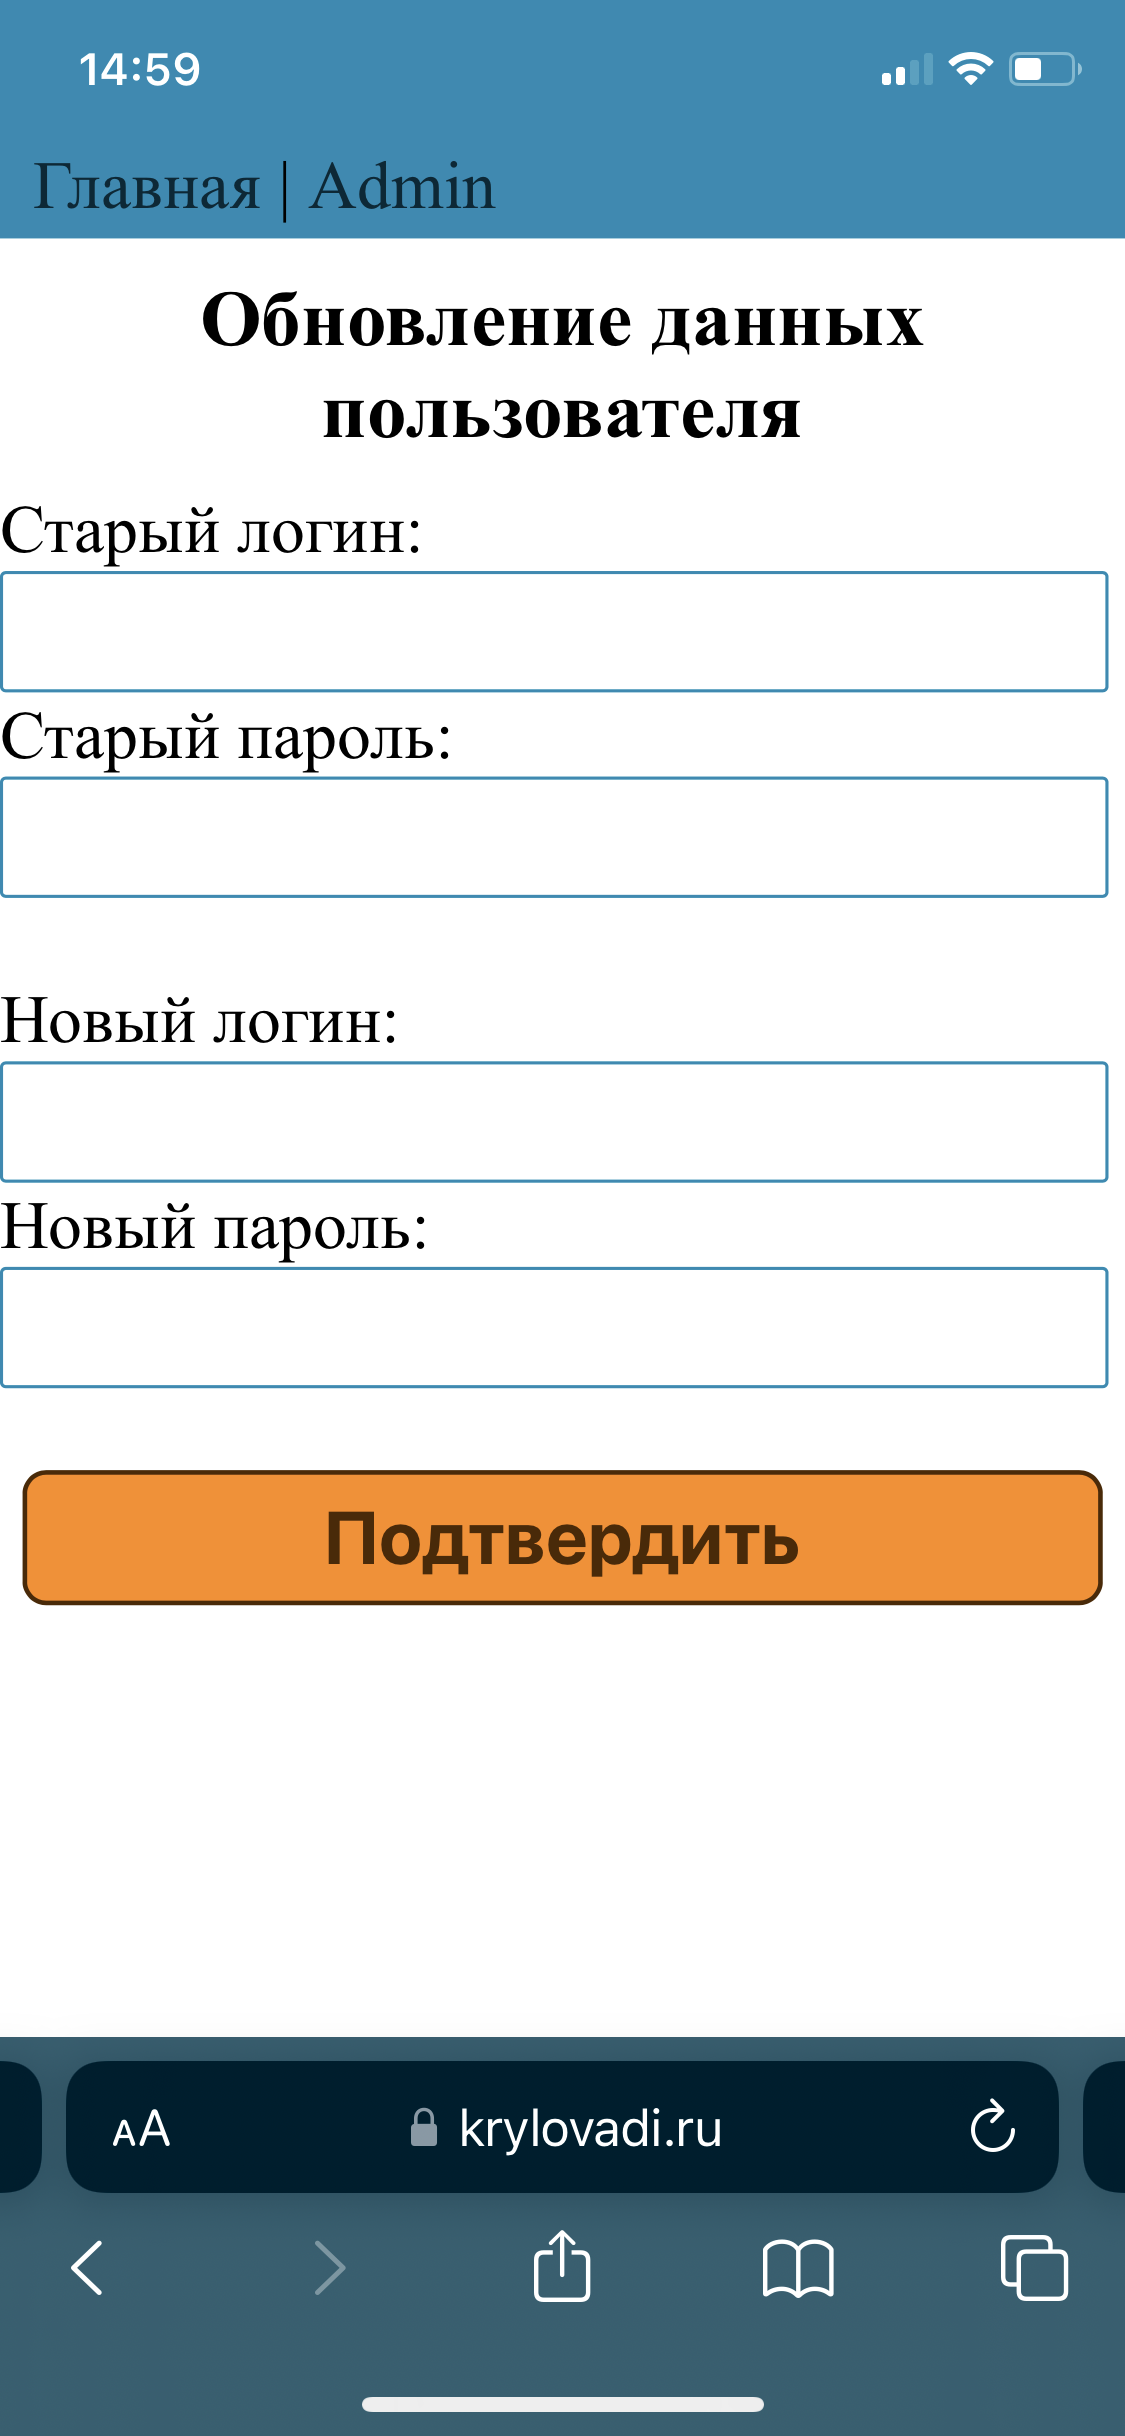 14:59
Главная | Admin
Обновление данных
пользователя
Старый логин:
Старый пароль:
Новый логин:
Новый пароль:
Подтвердить
AA krylovadi.ru